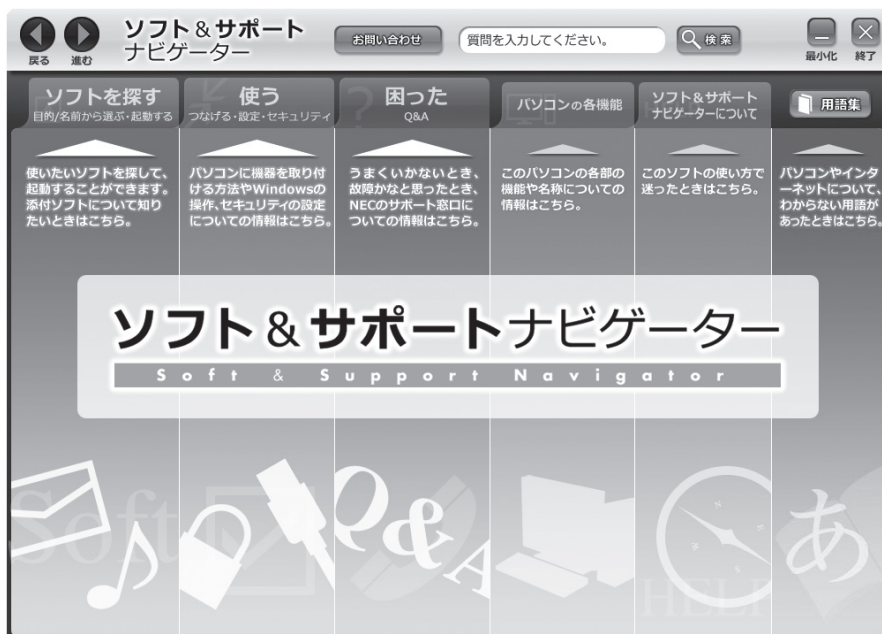 戻る
進む
ソフト&サポート
ナビゲーター
お問い合わせ
質問を入力してください。
検索
最小化
終了
ソフトを探す
目的/名前から選ぶ・起動する
使う
つなげる・設定・セキュリティ
困った
Q&A
パソコンの各機能
ソフト&サポート
ナビゲーターについて
用語集
使いたいソフトを探して、
起動することができます。
添付ソフトについて知り
たいときはこちら。
パソコンに機器を取り付
ける方法やWindowsの
操作、セキュリティの設定
についての情報はこちら。
うまくいかないとき、
故障かなと思ったとき、
NECのサポート窓口に
ついての情報はこちら。
このパソコンの各部の
機能や名称についての
情報はこちら。
このソフトの使い方で
迷ったときはこちら。
パソコンやインタ
ーネットについて、
わからない用語が
あったときはこちら。
ソフト&サポートナビゲーター
Soft & Support Navigator
Soft
Q&A
N
E
S
W
HELP
あ